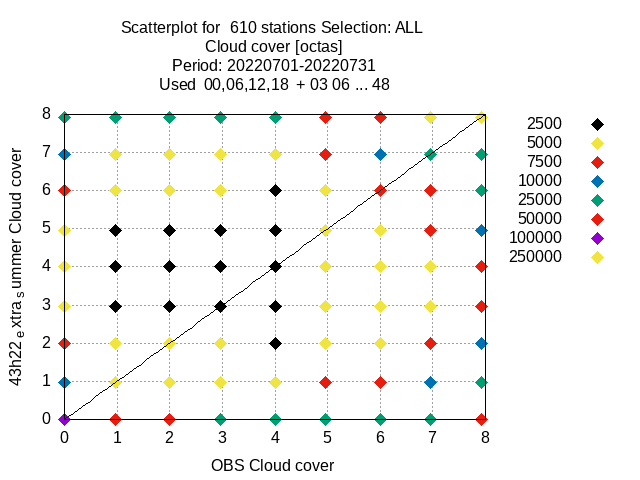 Scatterplot for  610 stations Selection: ALL
Cloud cover [octas]
Period: 20220701-20220731
Used  00,06,12,18  + 03 06 ... 48
8
7
6
5
4
3
2
1
0
43h22 e xtra s ummer Cloud cover
0 1 2 3 4 5 6 7 8
OBS Cloud cover
2500
5000
7500
10000
25000
50000
100000
250000